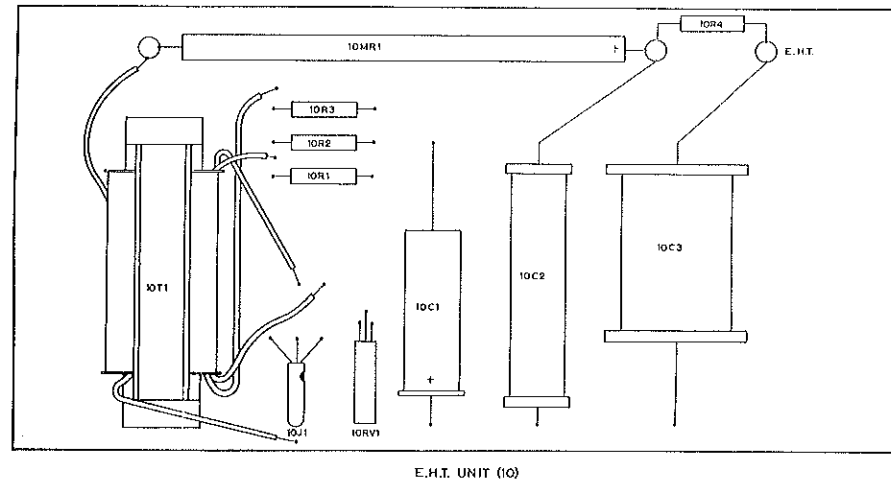 10R4
10MR1
+
E.H.T.
10R3
10R2
10R1
10T1
10C1
10C2
10C3
+
10J1
10RV1
E.H.T. UNIT (10)